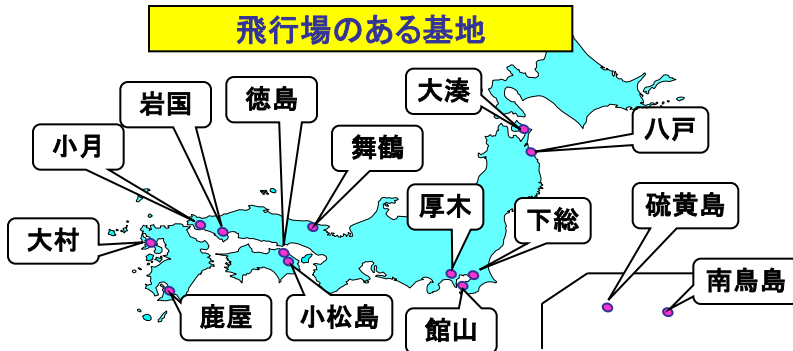 飛行場のある基地
大湊
岩国
徳島
八戸
小月
舞鶴
硫黄島
厚木
下総
大村
南鳥島
鹿屋
小松島
館山